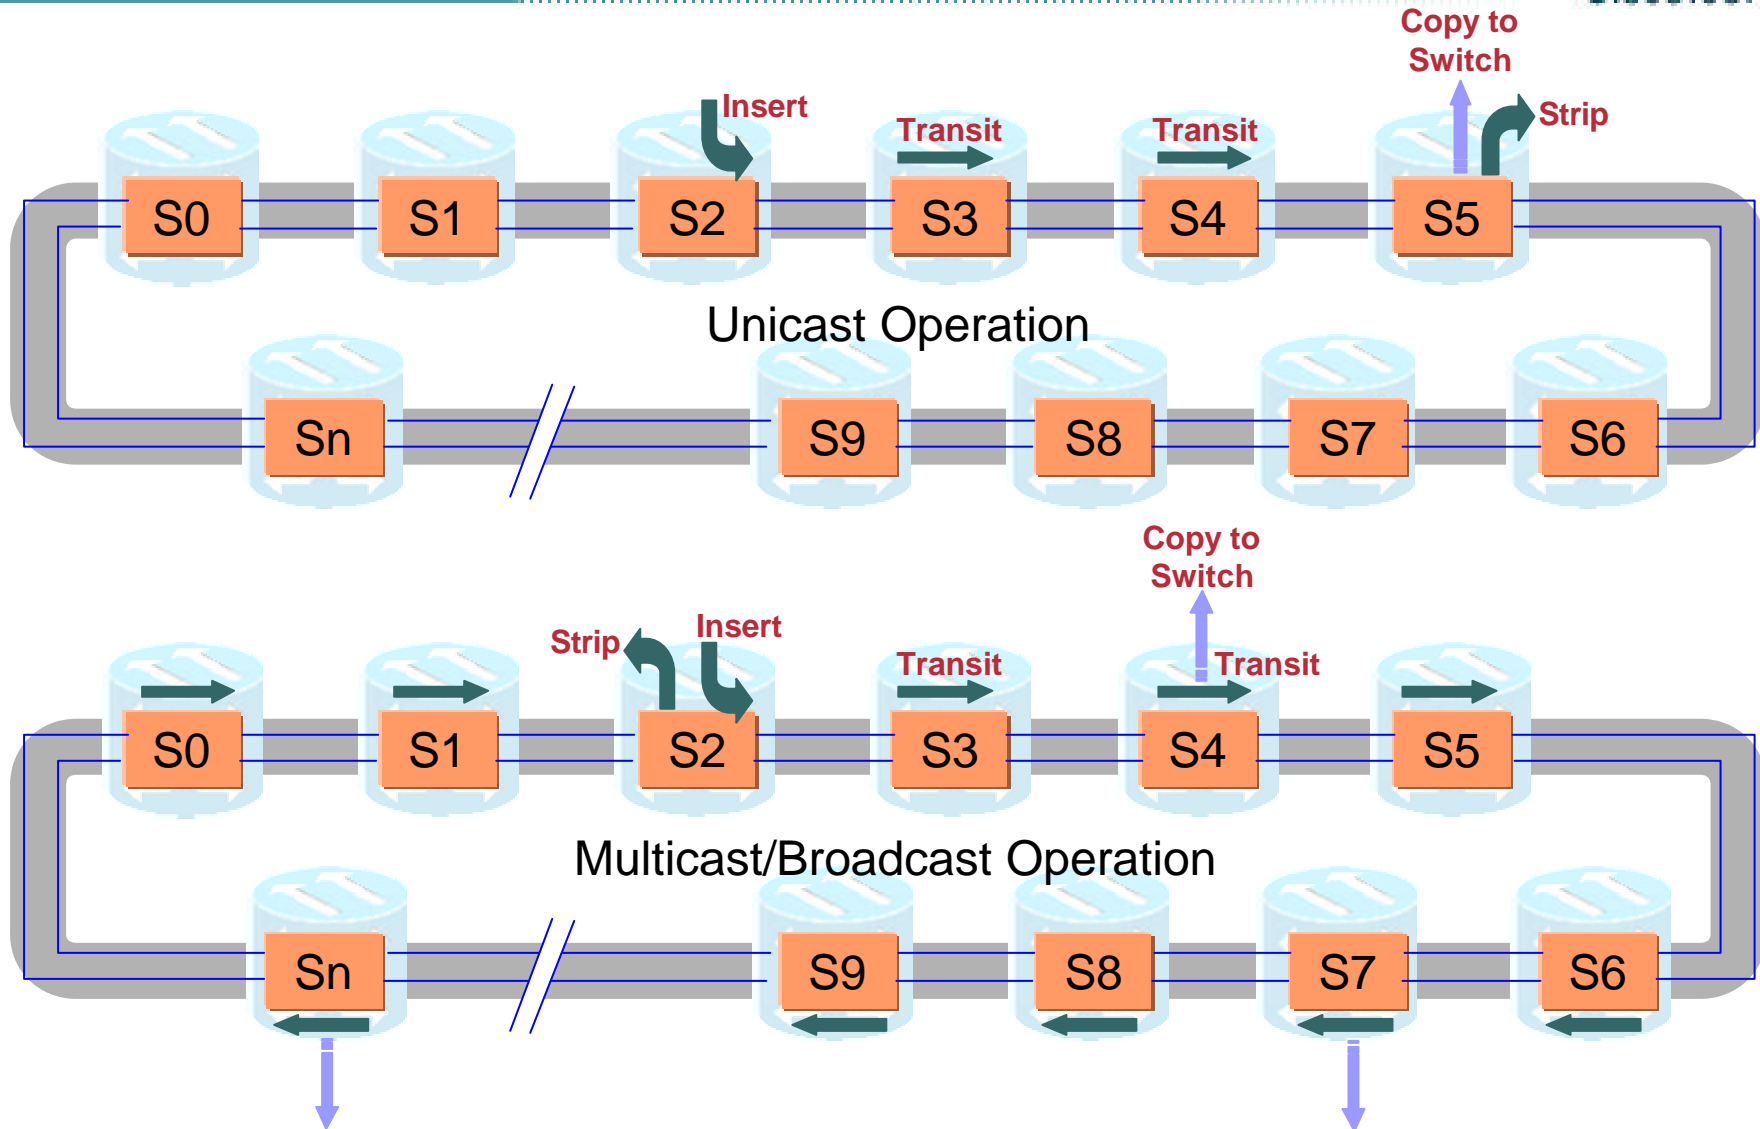 Copy to
Switch
Insert
Transit
Transit
Strip
S0
S1
S2
S3
S4
S5
Unicast Operation
Sn
S9
S8
S7
S6
Copy to
Switch
Strip
Insert
Transit
Transit
S0
S1
S2
S3
S4
S5
Multicast/Broadcast Operation
Sn
S9
S8
S7
S6